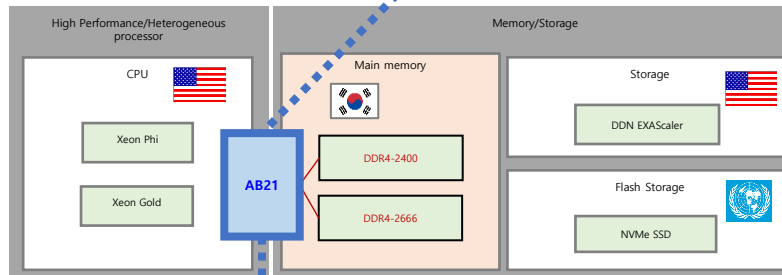 High Performance/Heterogeneous
processor
Memory/Storage
CPU
Xeon Phi
Xeon Gold
AB21
Main memory
DDR4-2400
DDR4-2666
Storage
DDN EXAScaler
Flash Storage
NVMe SSD